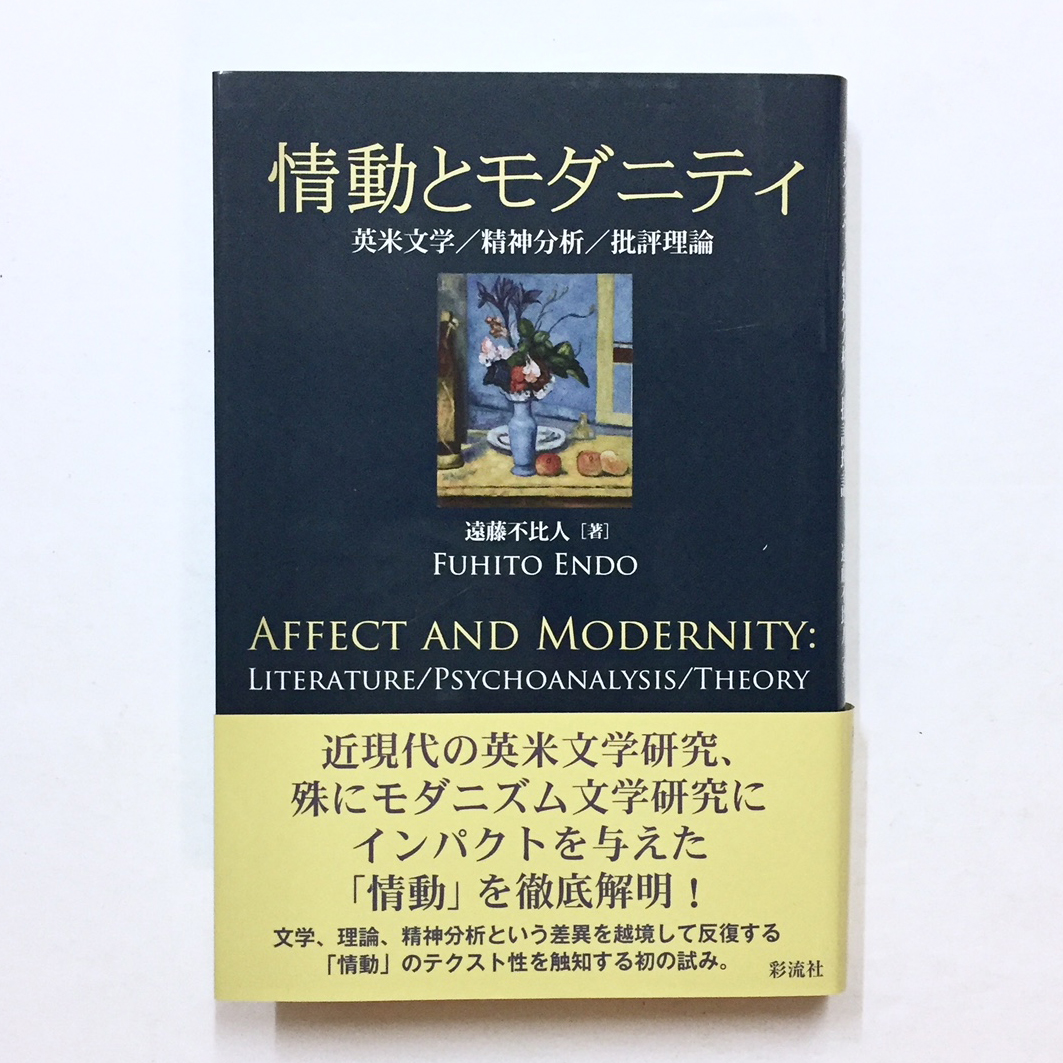 情動とモダニティ
英米文学／精神分析／批評理論
遠藤不比人［著］
FUHITO ENDO
AFFECT AND MODERNITY:
LITERATURE/PSYCHOANALYSIS/THEORY
近現代の英米文学研究、
殊にモダニズム文学研究に
インパクトを与えた
「情動」を徹底解明！
文学、理論、精神分析という差異を越境して反復する
「情動」のテクスト性を触知する初の試み。
彩流社